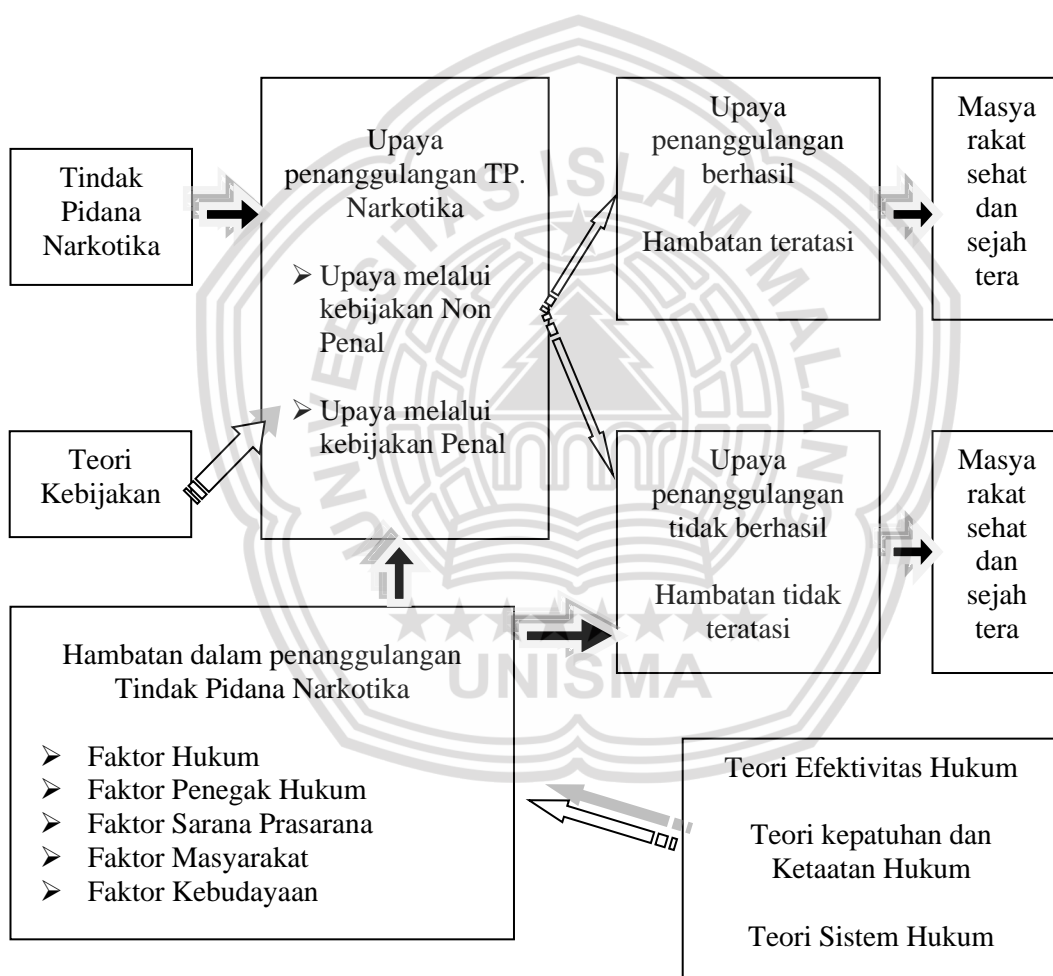 Tindak
Pidana
Narkotika
Upaya
penanggulangan TP.
Narkotika
➢ Upaya melalui
kebijakan Non
Penal
➢ Upaya melalui
kebijakan Penal
Upaya
penanggulangan
berhasil
Hambatan teratasi
Masya
rakat
sehat
dan
sejah
tera
Teori
Kebijakan
Upaya
penanggulangan
tidak berhasil
Hambatan tidak
teratasi
Masya
rakat
sehat
dan
sejah
tera
Hambatan dalam penanggulangan
Tindak Pidana Narkotika
➢ Faktor Hukum
➢ Faktor Penegak Hukum
➢ Faktor Sarana Prasarana
➢ Faktor Masyarakat
➢ Faktor Kebudayaan
Teori Efektivitas Hukum
Teori kepatuhan dan
Ketaatan Hukum
Teori Sistem Hukum
UNIVERSITAS ISLAM MALANG
UNISMA